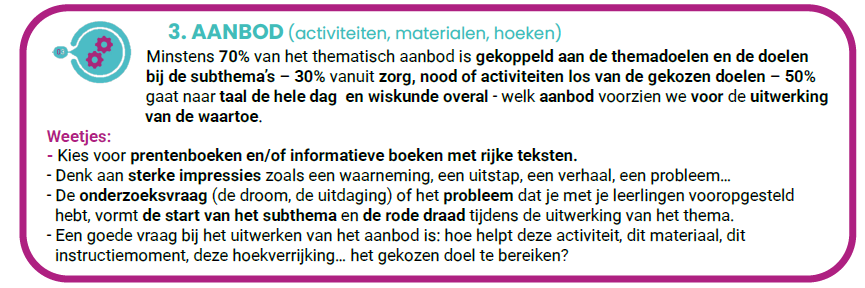 3. AANBOD (activiteiten, materialen, hoeken)
Minstens 70% van het thematisch aanbod is gekoppeld aan de themadoelen en de doelen
bij de subthema's – 30% vanuit zorg, nood of activiteiten los van de gekozen doelen – 50%
gaat naar taal de hele dag en wiskunde overal - welk aanbod voorzien we voor de uitwerking
van de waartoe.
Weetjes:
- Kies voor prentenboeken en/of informatieve boeken met rijke teksten.
- Denk aan sterke impressies zoals een waarneming, een uitstap, een verhaal, een probleem…
- De onderzoeksvraag (de droom, de uitdaging) of het probleem dat je met je leerlingen vooropgesteld
hebt, vormt de start van het subthema en de rode draad tijdens de uitwerking van het thema.
- Een goede vraag bij het uitwerken van het aanbod is: hoe helpt deze activiteit, dit materiaal, dit
instructiemoment, deze hoekverrijking… het gekozen doel te bereiken?